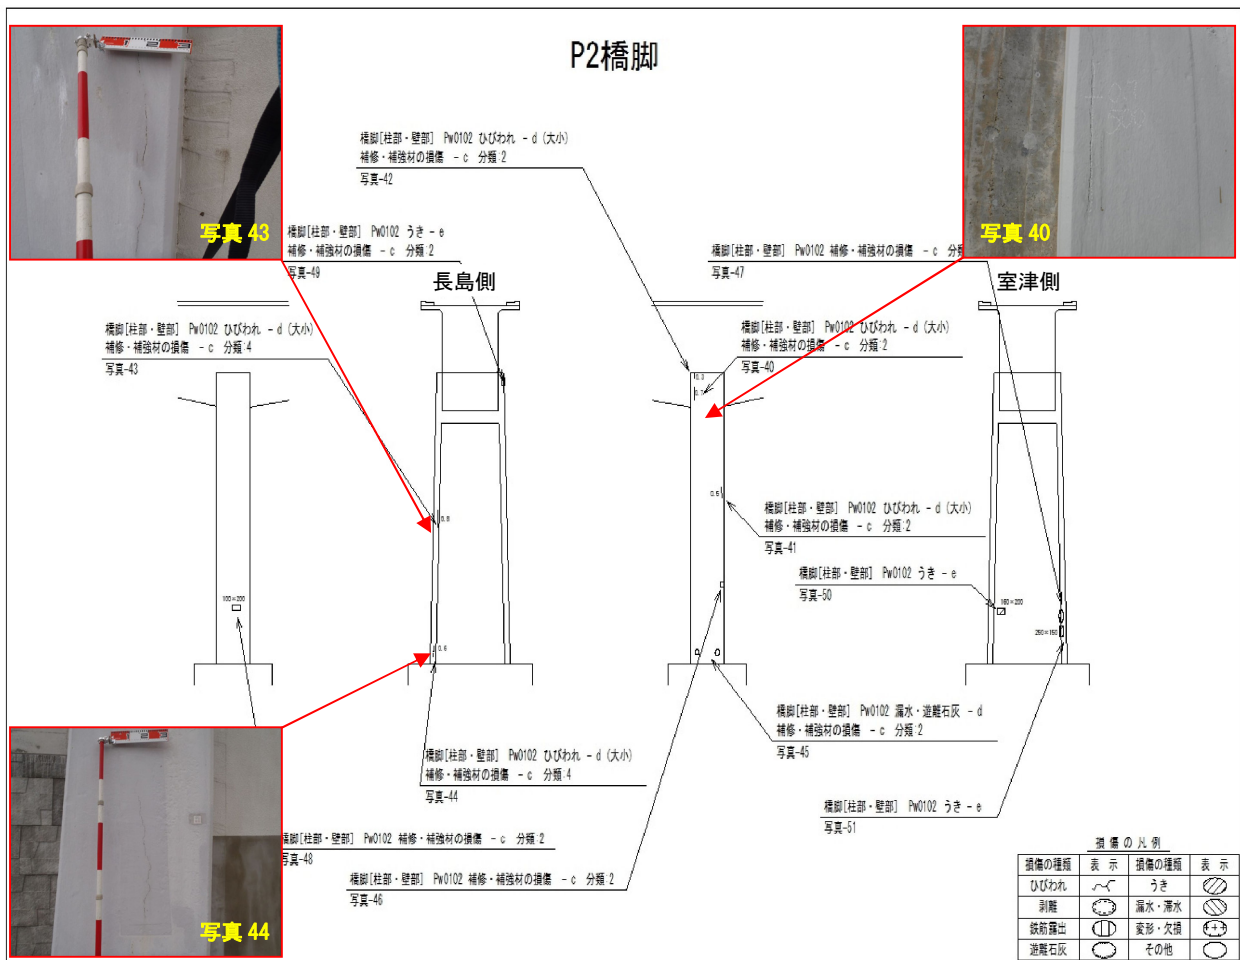 P2橋脚
橋脚[柱部・壁部] Pw0102 ひびわれ -d (大小)
補修・補強材の損傷 -c 分類:2
写真-42
写真 43
写真 40
橋脚[柱部・壁部] Pw0102 うき -e
補修・補強材の損傷 -c 分類:2
写真-49
長島側
橋脚[柱部・壁部] Pw0102 補修・補強材の損傷 -c 分類
写真-47
室津側
橋脚[柱部・壁部] Pw0102 ひびわれ -d (大小)
補修・補強材の損傷 -c 分類:4
写真-43
橋脚[柱部・壁部] Pw0102 ひびわれ -d (大小)
補修・補強材の損傷 -c 分類:2
写真-40
0.3
0.7
0.5
橋脚[柱部・壁部] Pw0102 ひびわれ -d (大小)
補修・補強材の損傷 -c 分類:2
写真-41
橋脚[柱部・壁部] Pw0102 うき -e
写真-50
100×200
250×150
0.6
橋脚[柱部・壁部] Pw0102 漏水・遊離石灰 -d
補修・補強材の損傷 -c 分類:2
写真-45
橋脚[柱部・壁部] Pw0102 ひびわれ -d (大小)
補修・補強材の損傷 -c 分類:4
写真-44
橋脚[柱部・壁部] Pw0102 うき -e
写真-51
写真 44
橋脚[柱部・壁部] Pw0102 補修・補強材の損傷 -c 分類:2
写真-48
橋脚[柱部・壁部] Pw0102 補修・補強材の損傷 -c 分類:2
写真-46
損傷の凡例
損傷の種類 表示 損傷の種類 表示
ひびわれ うき
剥離 漏水・滞水
鉄筋露出 変形・欠損
遊離石灰 その他